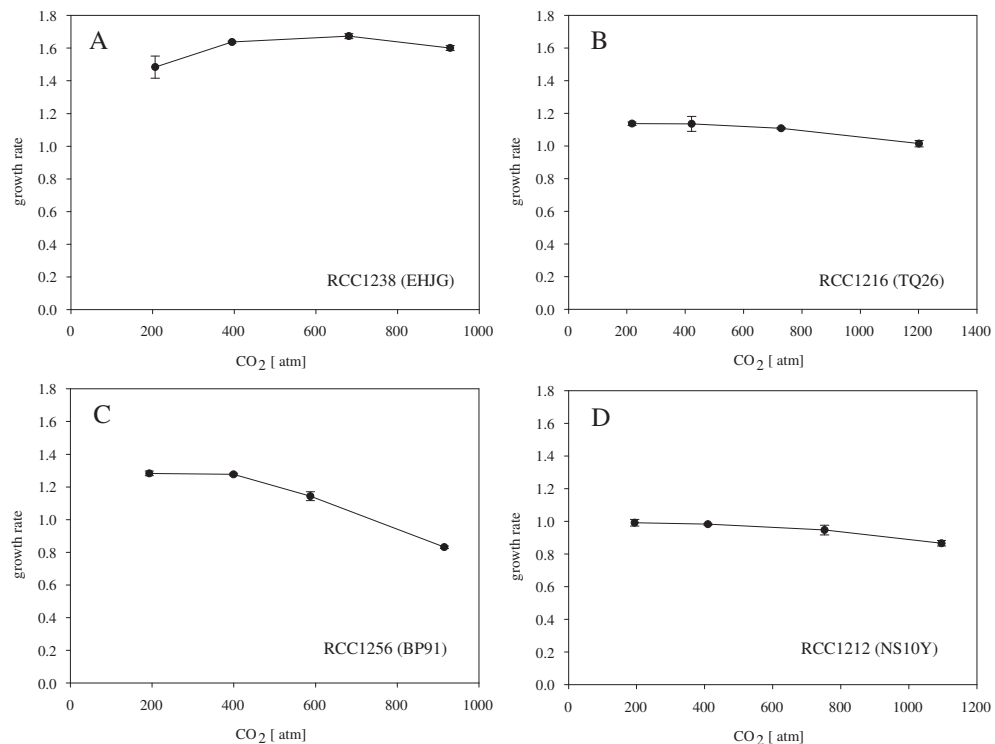 A
growth rate
1.8
1.6
1.4
1.2
1.0
0.8
0.6
0.4
0.2
0.0
RCC1238 (EHJG)
0 200 400 600 800 1000
CO2 [ atm]
B
growth rate
1.8
1.6
1.4
1.2
1.0
0.8
0.6
0.4
0.2
0.0
RCC1216 (TQ26)
0 200 400 600 800 1000 1200 1400
CO2 [ atm]
C
growth rate
1.8
1.6
1.4
1.2
1.0
0.8
0.6
0.4
0.2
0.0
RCC1256 (BP91)
0 200 400 600 800 1000
CO2 [ atm]
D
growth rate
1.8
1.6
1.4
1.2
1.0
0.8
0.6
0.4
0.2
0.0
RCC1212 (NS10Y)
0 200 400 600 800 1000 1200
CO2 [ atm]